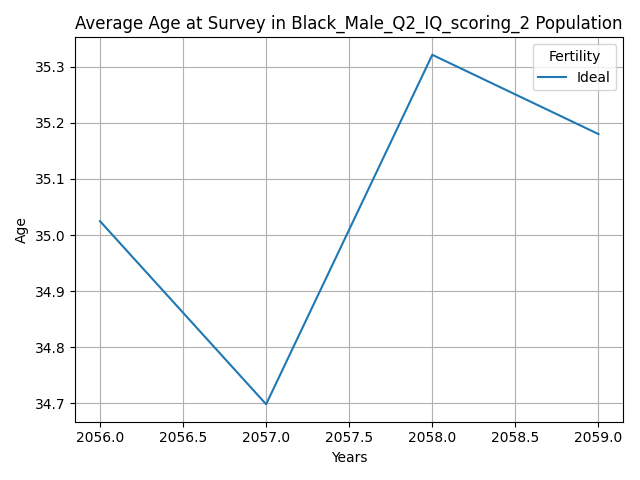 Average Age at Survey in Black_Male_Q2_IQ_scoring_2 Population
Fertility
Ideal
35.3
35.2
35.1
35.0
34.9
34.8
34.7
Age
2056.0 2056.5 2057.0 2057.5 2058.0 2058.5 2059.0
Years